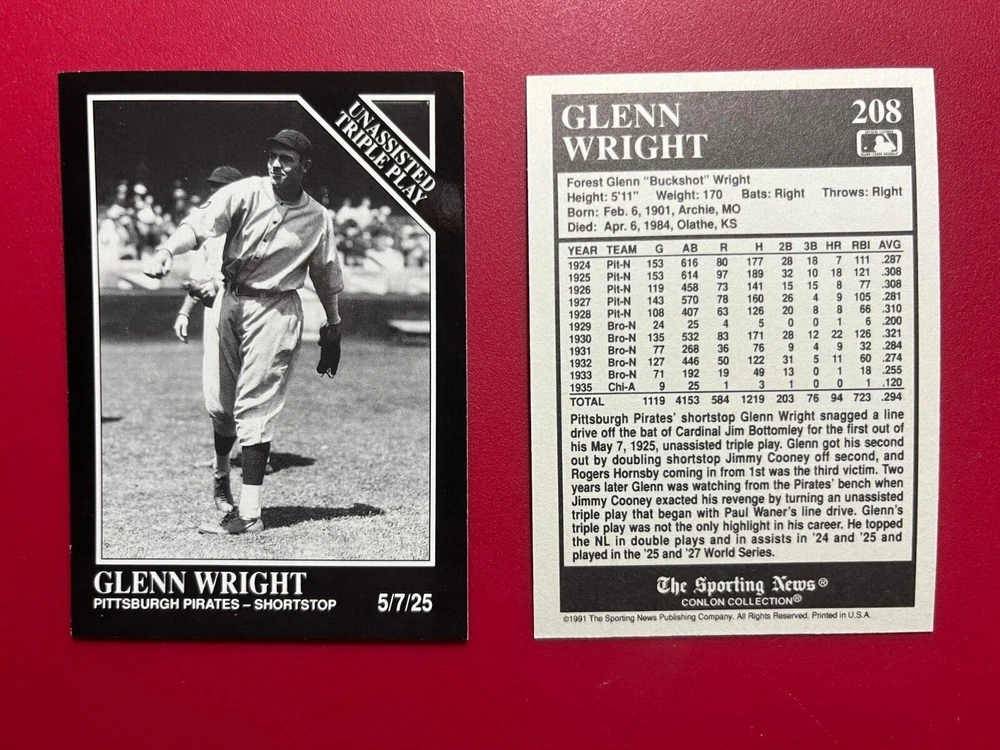 UNASSISTED
TRIPLE PLAY
GLENN WRIGHT
PITTSBURGH PIRATES – SHORTSTOP 5/7/25
GLENN 208
WRIGHT
Forest Glenn "Buckshot" Wright
Height: 5'11" Weight: 170 Bats: Right Throws: Right
Born: Feb. 6, 1901, Archie, MO
Died: Apr. 6, 1984, Olathe, KS
YEAR TEAM G AB R H 2B 3B HR RBI AVG
1924 Pit-N 153 616 80 177 28 18 7 111 .287
1925 Pit-N 153 614 97 189 32 10 18 121 .308
1926 Pit-N 119 458 73 141 15 15 8 77 .308
1927 Pit-N 143 570 78 160 26 4 9 105 .281
1928 Pit-N 108 407 63 126 20 8 8 66 .310
1929 Bro-N 24 25 4 5 0 0 1 6 .200
1930 Bro-N 135 532 83 171 28 12 22 126 .321
1931 Bro-N 77 268 36 76 9 4 9 32 .284
1932 Bro-N 127 446 50 122 31 5 11 60 .274
1933 Bro-N 71 192 19 49 13 0 1 18 .255
1935 Chi-A 9 25 1 3 1 0 0 1 .120
TOTAL 1119 4153 584 1219 203 76 94 723 .294
Pittsburgh Pirates' shortstop Glenn Wright snagged a line
drive off the bat of Cardinal Jim Bottomley for the first out of
his May 7, 1925, unassisted triple play. Glenn got his second
out by doubling shortstop Jimmy Cooney off second, and
Rogers Hornsby coming in from 1st was the third victim. Two
years later Glenn was watching from the Pirates' bench when
Jimmy Cooney exacted his revenge by turning an unassisted
triple play that began with Paul Waner's line drive. Glenn's
triple play was not the only highlight in his career. He topped
the NL in double plays and in assists in '24 and '25 and
played in the '25 and '27 World Series.
The Sporting News®
CONLON COLLECTION®
©1991 The Sporting News Publishing Company. All Rights Reserved. Printed in U.S.A.